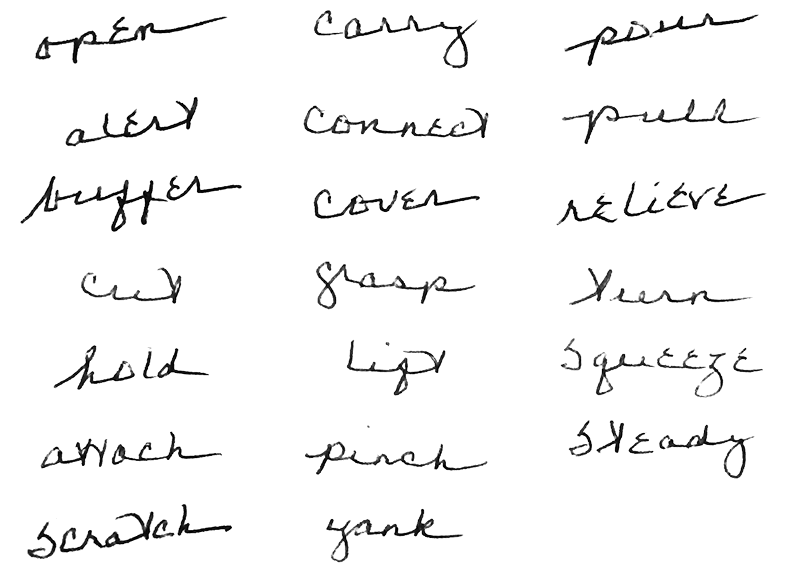 open carry pour
alert connect pull
buffer cover relieve
cut grasp turn
hold lift squeeze
attach pinch steady
scratch yank